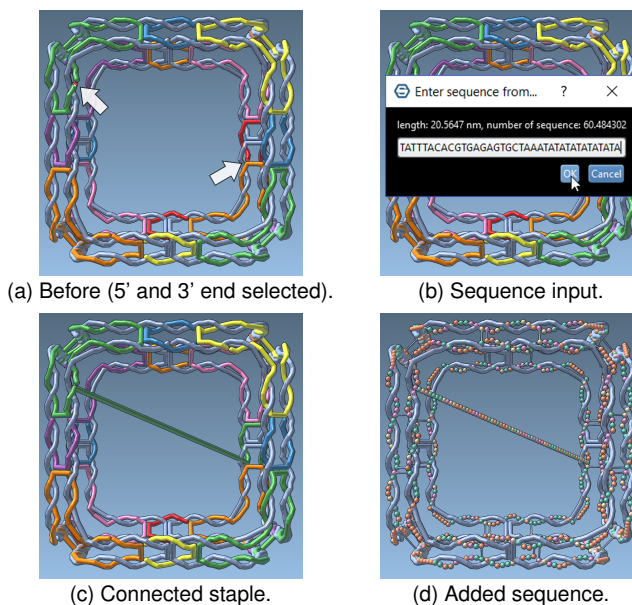 Enter sequence from... ? ×
length: 20.5647 nm, number of sequence: 60.484302
TATTTACACGTGAGAGTGCTAAATATATATATATATA
OK Cancel
(a) Before (5’ and 3’ end selected). (b) Sequence input.
(c) Connected staple. (d) Added sequence.